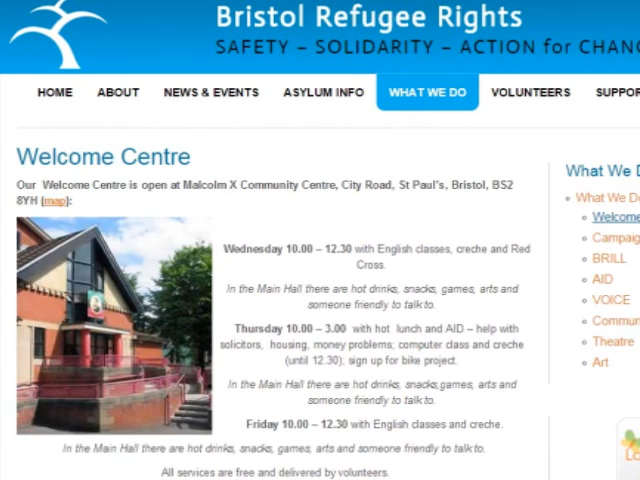 Bristol Refugee Rights
SAFETY – SOLIDARITY – ACTION for
HOME ABOUT NEWS & EVENTS ASYLUM INFO WHAT WE DO VOLUNTEERS
Welcome Centre
Our Welcome Centre is open at Malcolm X Community Centre, City Road, St Paul's, Bristol, BS2
8YH (map):
Wednesday 10.00 – 12.30 with English classes, creche and Red
Cross.
In the Main Hall there are hot drinks, snacks, games, arts and
someone friendly to talk to.
Thursday 10.00 – 3.00 with hot lunch and AID – help with
solicitors, housing, money problems; computer class and creche
(until 12.30); sign up for bike project.
In the Main Hall there are hot drinks, snacks,games, arts and
someone friendly to talk to.
Friday 10.00 – 12.30 with English classes and creche.
In the Main Hall there are hot drinks, snacks, games, arts and someone friendly to talk to.
All services are free and delivered by volunteers.
What We
What We
BRILL
AID
VOICE
Theatre
Art